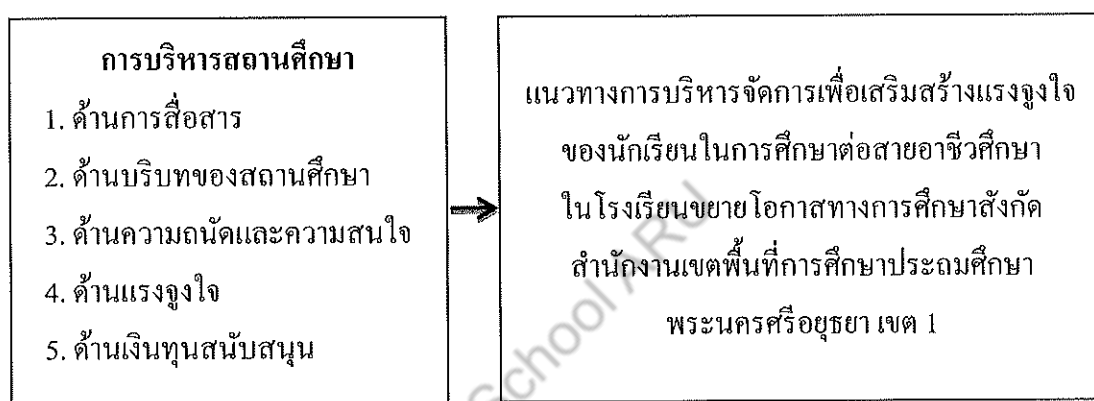 การบริหารสถานศึกษา
1. ด้านการสื่อสาร
2. ด้านบริบทของสถานศึกษา
3. ด้านความถนัดและความสนใจ
4. ด้านแรงจูงใจ
5. ด้านเงินทุนสนับสนุน
แนวทางการบริหารจัดการเพื่อเสริมสร้างแรงจูงใจ
ของนักเรียนในการศึกษาต่อสายอาชีวศึกษา
ในโรงเรียนขยายโอกาสทางการศึกษาสังกัด
สำนักงานเขตพื้นที่การศึกษาประถมศึกษา
พระนครศรีอยุธยา เขต 1
School ARU